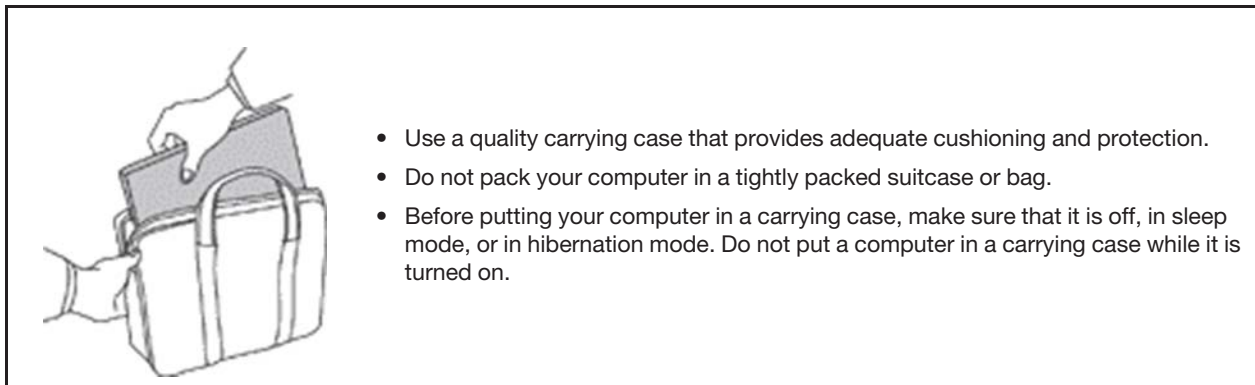 • Use a quality carrying case that provides adequate cushioning and protection.
• Do not pack your computer in a tightly packed suitcase or bag.
• Before putting your computer in a carrying case, make sure that it is off, in sleep
mode, or in hibernation mode. Do not put a computer in a carrying case while it is
turned on.